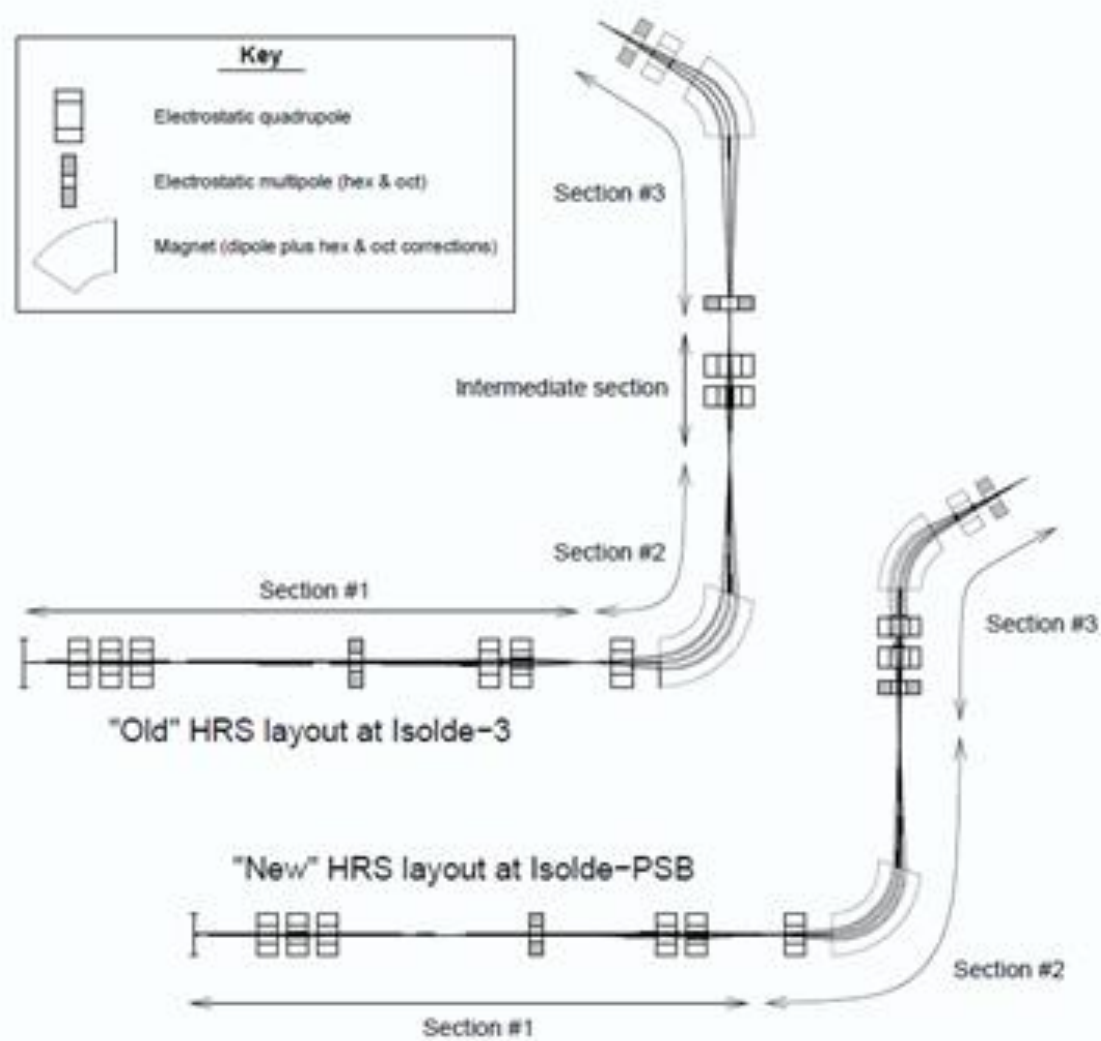 Key
Electrostatic quadrupole
Electrostatic multipole (hex & oct)
Magnet (dipole plus hex & oct corrections)
Section #3
Intermediate section
Section #2
Section #1
"Old" HRS layout at Isolde-3
Section #3
"New" HRS layout at Isolde-PSB
Section #2
Section #1